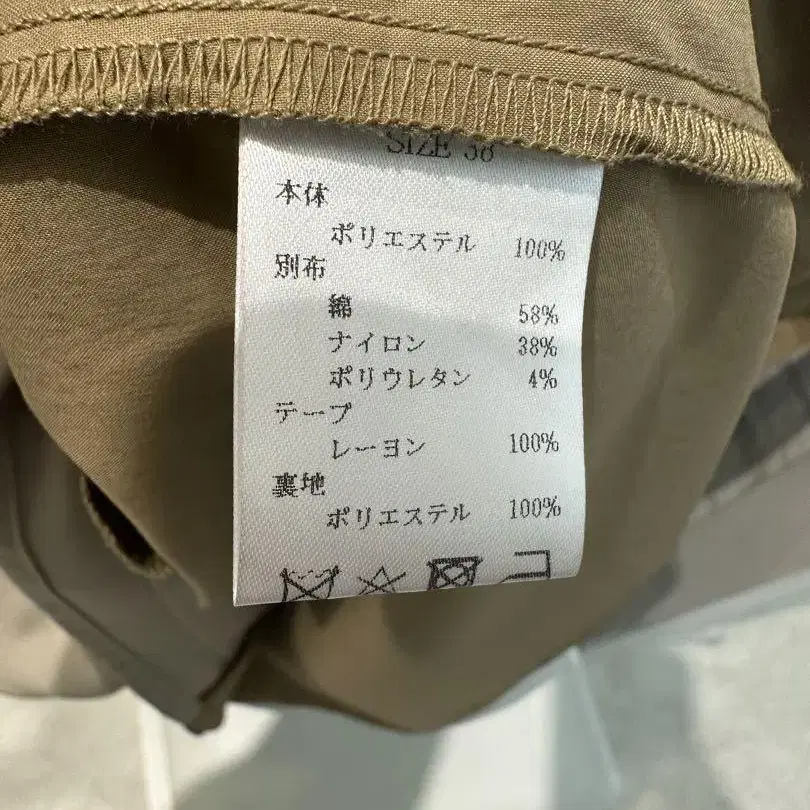 SIZE 38
本体
ポリエステル 100%
別布
綿 58%
ナイロン 38%
ポリウレタン 4%
テープ
レーヨン 100%
裏地
ポリエステル 100%